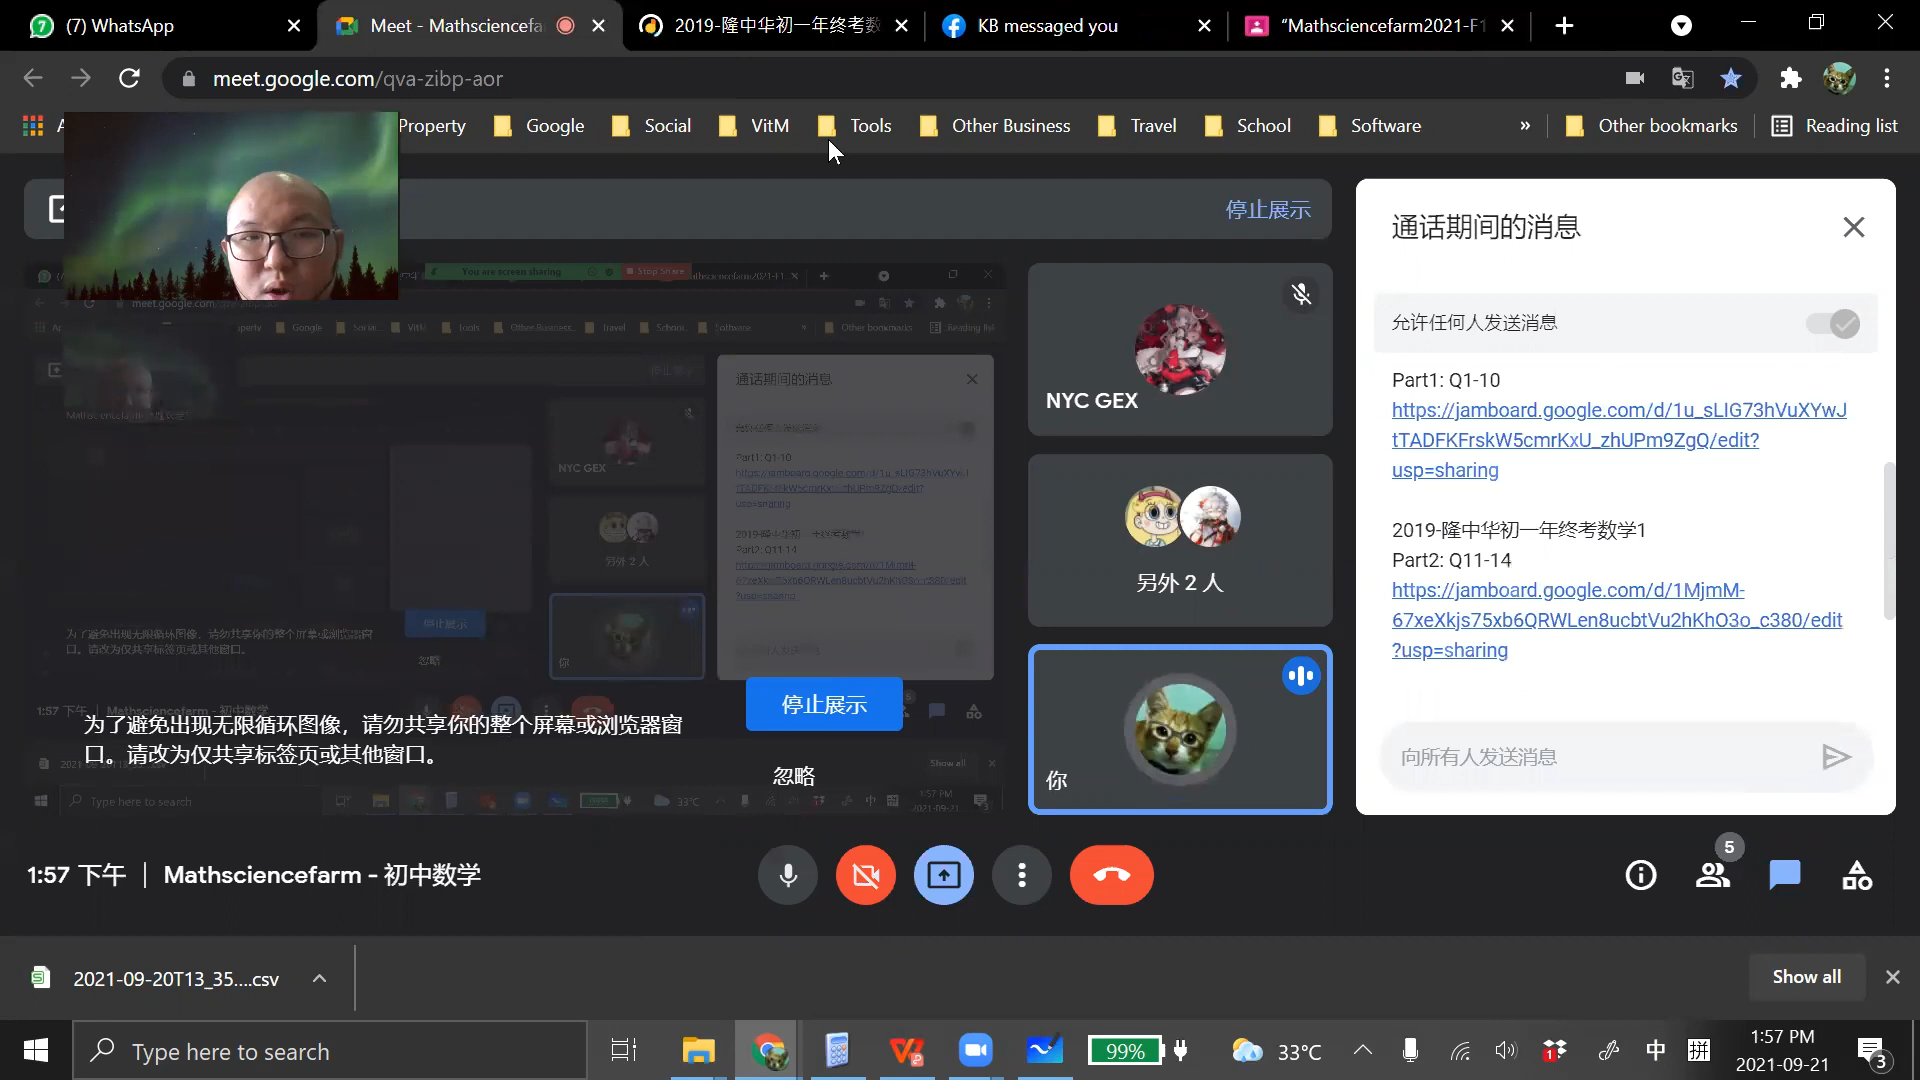 (7) WhatsApp
Meet - Mathsciencefa
2019-隆中华初一年终考数
KB messaged you
"Mathsciencefarm2021-F1
meet.google.com/qva-zibp-aor
Property
Google
Social
VitM
Tools
Other Business
Travel
School
Software
»
Other bookmarks
Reading list
停止展示
You are screen sharing
Stop Share
NYC GEX
另外 2 人
你
为了避免出现无限循环图像，请勿共享你的整个屏幕或浏览器窗
口。请改为仅共享标签页或其他窗口。
停止展示
忽略
通话期间的消息
允许任何人发送消息
Part1: Q1-10
https://jamboard.google.com/d/1u_sLIG73hVuXYwJ
tTADFKFrskW5cmrKxU_zhUPm9ZgQ/edit?
usp=sharing
2019-隆中华初一年终考数学1
Part2: Q11-14
https://jamboard.google.com/d/1MjmM-
67xeXkjs75xb6QRWLen8ucbtVu2hKhO3o_c380/edit
?usp=sharing
向所有人发送消息
1:57 下午 | Mathsciencefarm - 初中数学
5
2021-09-20T13_35....csv
Show all
Type here to search
99%
33°C
1
中
拼
1:57 PM
2021-09-21
3